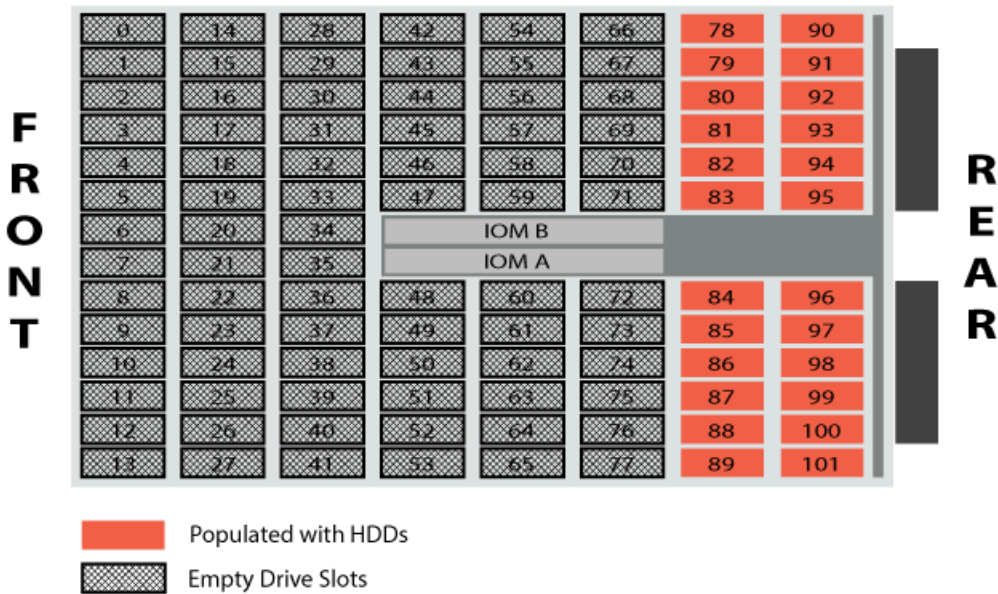 0 14 28 42 54 66 78 90
1 15 29 43 55 67 79 91
2 16 30 44 56 68 80 92
3 17 31 45 57 69 81 93
4 18 32 46 58 70 82 94
5 19 33 47 59 71 83 95
6 20 34 IOM B
7 21 35 IOM A
8 22 36 48 60 72 84 96
9 23 37 49 61 73 85 97
10 24 38 50 62 74 86 98
11 25 39 51 63 75 87 99
12 26 40 52 64 76 88 100
13 27 41 53 65 77 89 101
FRONT
REAR
Populated with HDDs
Empty Drive Slots